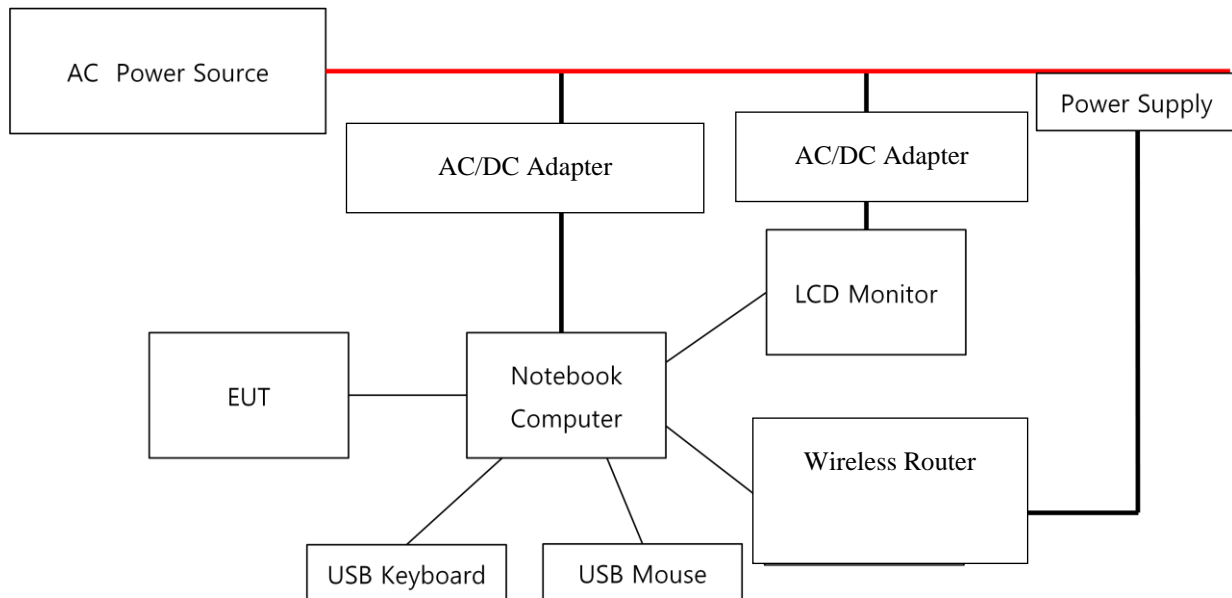 AC Power Source
Power Supply
AC/DC Adapter
AC/DC Adapter
LCD Monitor
EUT
Notebook
Computer
Wireless Router
USB Keyboard
USB Mouse